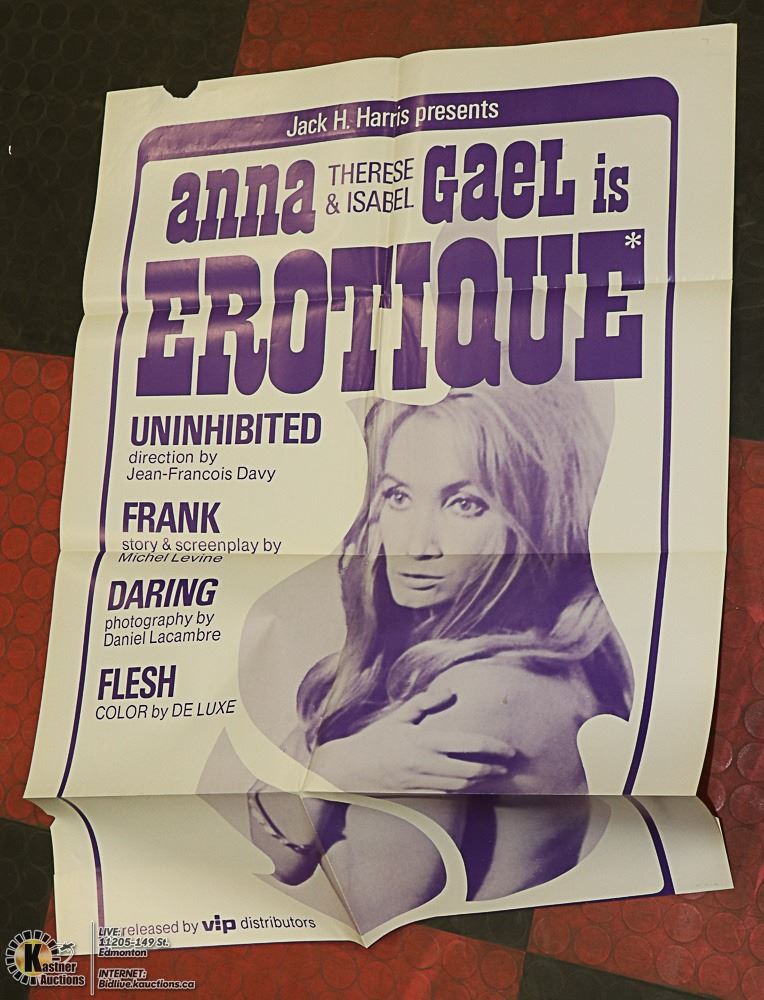 Jack H. Harris presents
anna THERESE & ISABEL GaeL is
EROTIQUE*
UNINHIBITED
direction by
Jean-Francois Davy
FRANK
story & screenplay by
Michel Levine
DARING
photography by
Daniel Lacambre
FLESH
COLOR by DE LUXE
released by vip distributors
Kastner
Auctions
LIVE:
11205-149 St.
Edmonton
INTERNET:
Bidlive.kauctions.ca